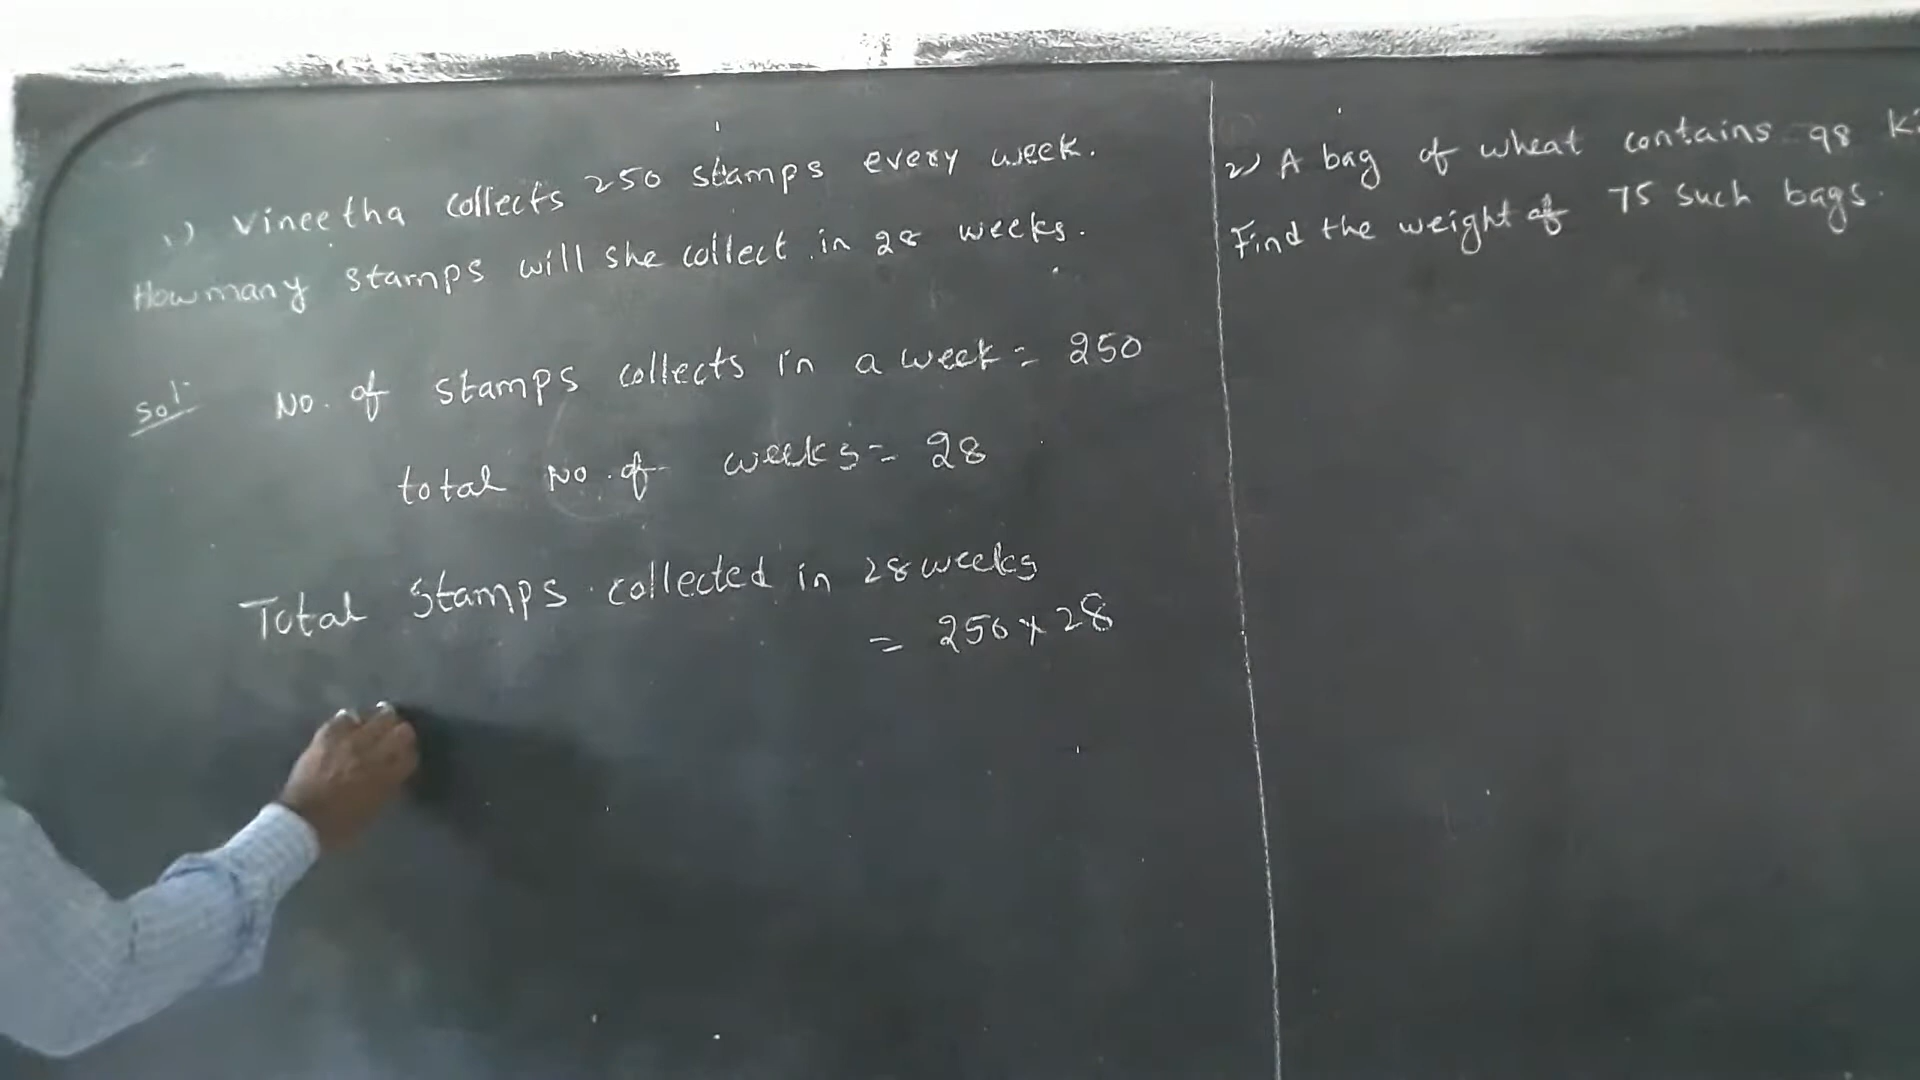 1) Vineetha collects 250 stamps every week.
How many stamps will she collect in 28 weeks.
Sol: No. of stamps collects in a week = 250
total No. of weeks = 28
Total Stamps collected in 28 weeks
= 250 x 28
2) A bag of wheat contains 98
Find the weight of 75 such bags.